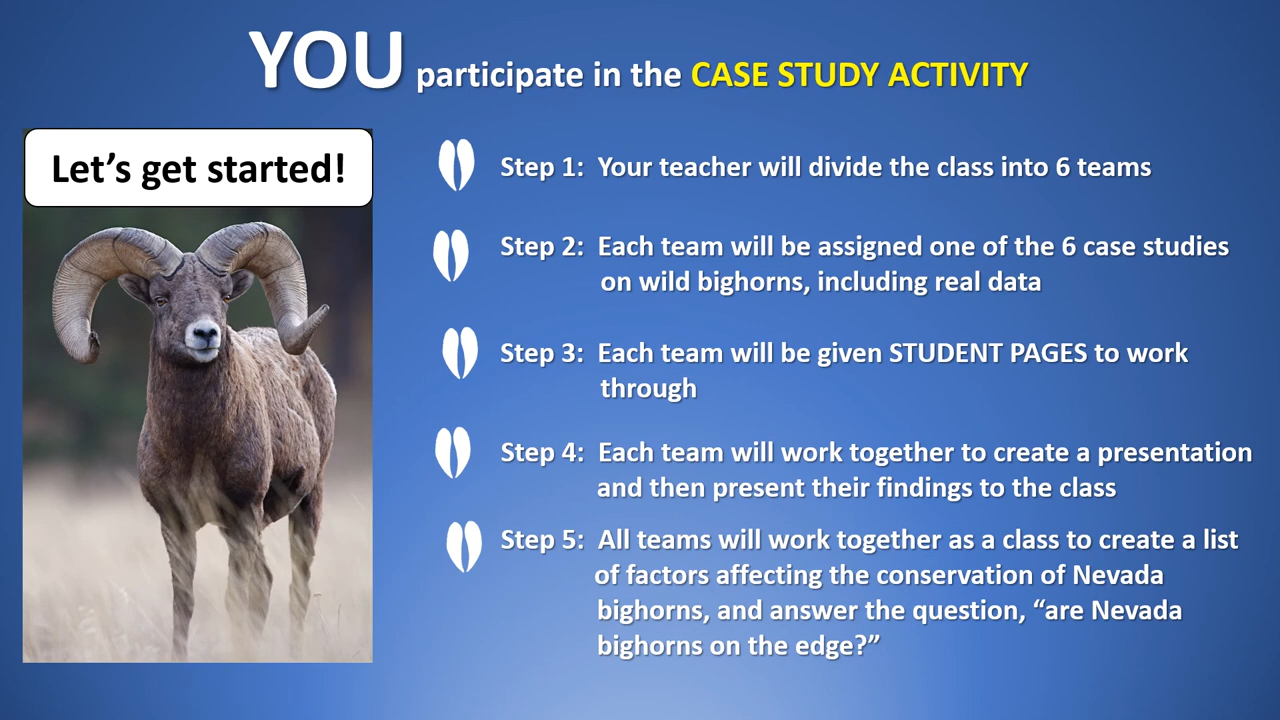 YOU participate in the CASE STUDY ACTIVITY
Let's get started!
Step 1: Your teacher will divide the class into 6 teams
Step 2: Each team will be assigned one of the 6 case studies
on wild bighorns, including real data
Step 3: Each team will be given STUDENT PAGES to work
through
Step 4: Each team will work together to create a presentation
and then present their findings to the class
Step 5: All teams will work together as a class to create a list
of factors affecting the conservation of Nevada
bighorns, and answer the question, “are Nevada
bighorns on the edge?”